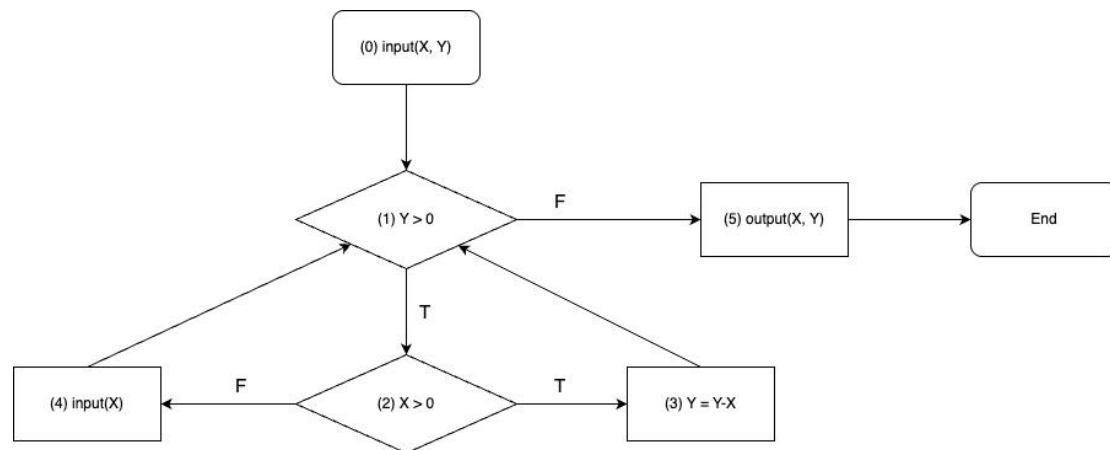 (0) input(X, Y)
(1) Y > 0
F
(5) output(X, Y)
End
T
(4) input(X)
F
(2) X > 0
T
(3) Y = Y-X